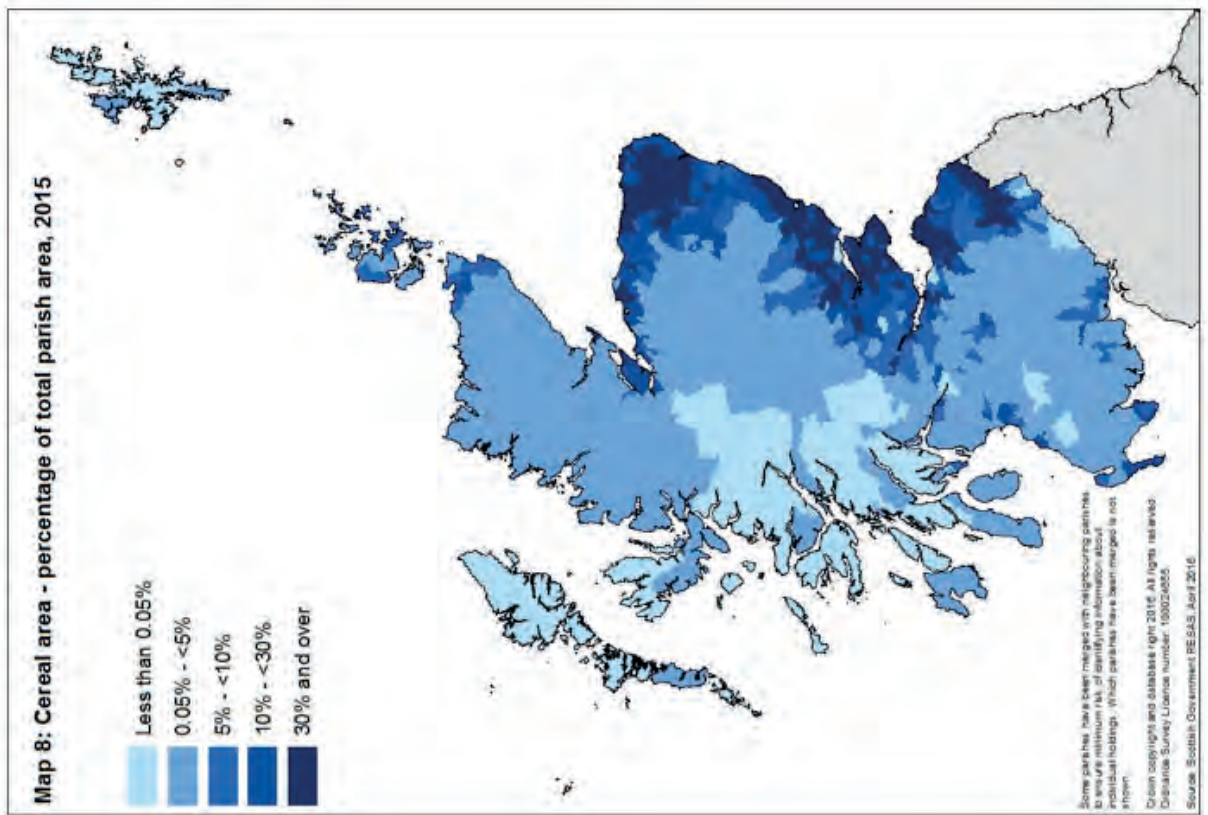 Map 8: Cereal area - percentage of total parish area, 2015
Less than 0.05%
0.05% - <5%
5% - <10%
10% - <30%
30% and over
Some parishes have been merged with neighbouring parishes
to ensure minimum risk of identifying information about
individual holdings. Which parishes have been merged is not
shown.
Crown copyright and database right 2016. All rights reserved
Ordnance Survey Licence number: 100024655.
Source: Scottish Government RESAS, April 2016